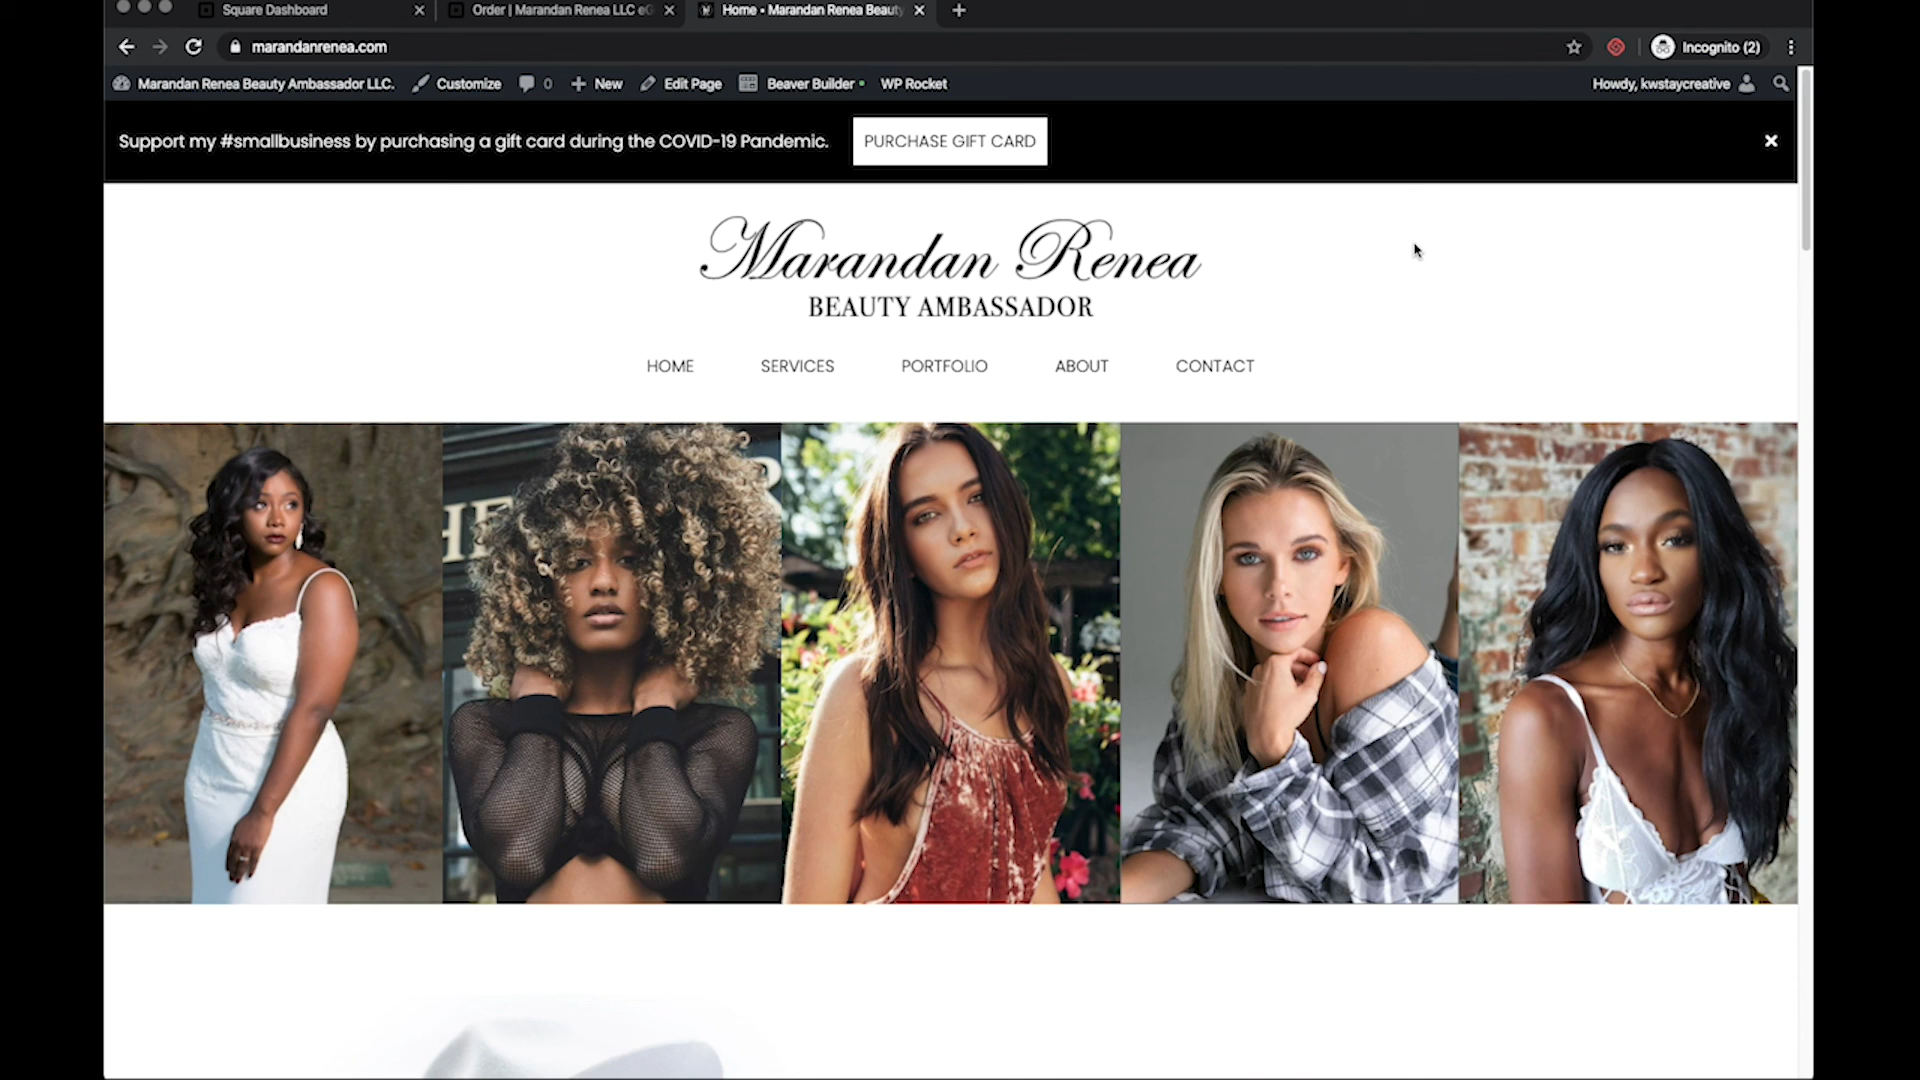 Square Dashboard
Order | Marandan Renea LLC eG
Home • Marandan Renea Beauty
marandanrenea.com
Incognito (2)
Marandan Renea Beauty Ambassador LLC.
Customize
0
New
Edit Page
Beaver Builder
WP Rocket
Howdy, kwstaycreative
Support my #smallbusiness by purchasing a gift card during the COVID-19 Pandemic.
PURCHASE GIFT CARD
Marandan Renea
BEAUTY AMBASSADOR
HOME
SERVICES
PORTFOLIO
ABOUT
CONTACT